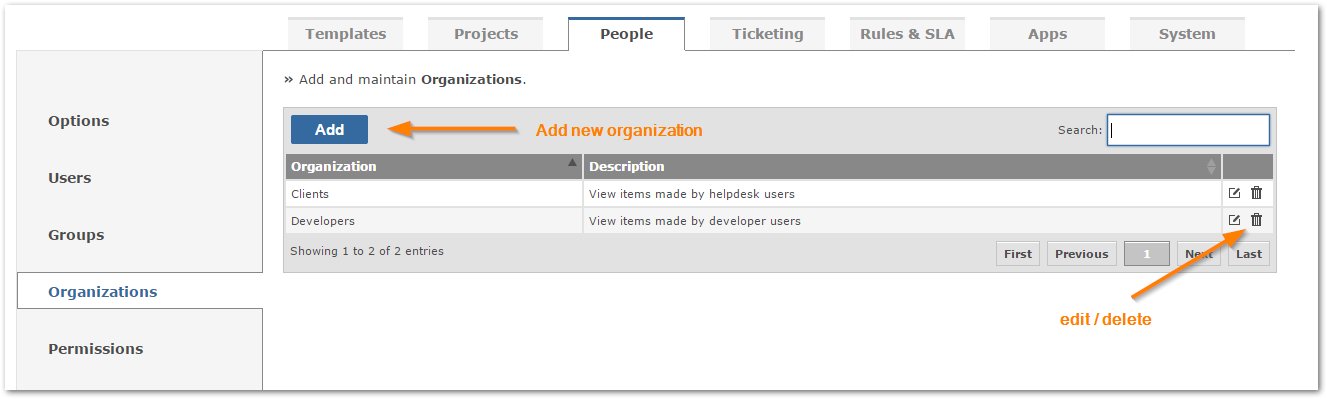 Templates Projects People Ticketing Rules & SLA Apps System
» Add and maintain Organizations.
Options
Users
Groups
Organizations
Permissions
Add Add new organization Search:
Organization Description
Clients View items made by helpdesk users
Developers View items made by developer users
Showing 1 to 2 of 2 entries First Previous 1 Next Last
edit / delete